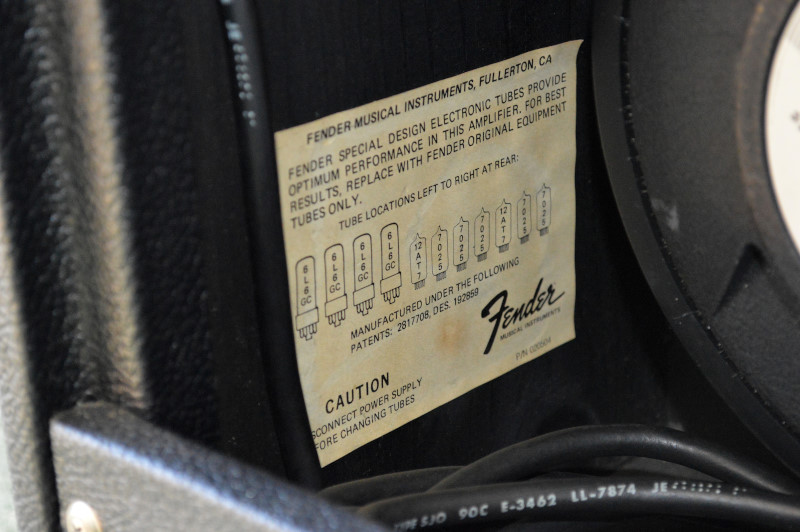 FENDER MUSICAL INSTRUMENTS, FULLERTON, CA
FENDER SPECIAL DESIGN ELECTRONIC TUBES PROVIDE
OPTIMUM PERFORMANCE IN THIS AMPLIFIER. FOR BEST
RESULTS, REPLACE WITH FENDER ORIGINAL EQUIPMENT
TUBES ONLY.
TUBE LOCATIONS LEFT TO RIGHT AT REAR:
6L6GC 6L6GC 6L6GC 6L6GC 12AT7 7025 7025 7025 12AT7 7025 7025
MANUFACTURED UNDER THE FOLLOWING
PATENTS: 2817708, DES. 192859
Fender
MUSICAL INSTRUMENTS
P/N
CAUTION
SCONNECT POWER SUPPLY
FORE CHANGING TUBES
TYPE SJO 90C E-3462 LL-7874